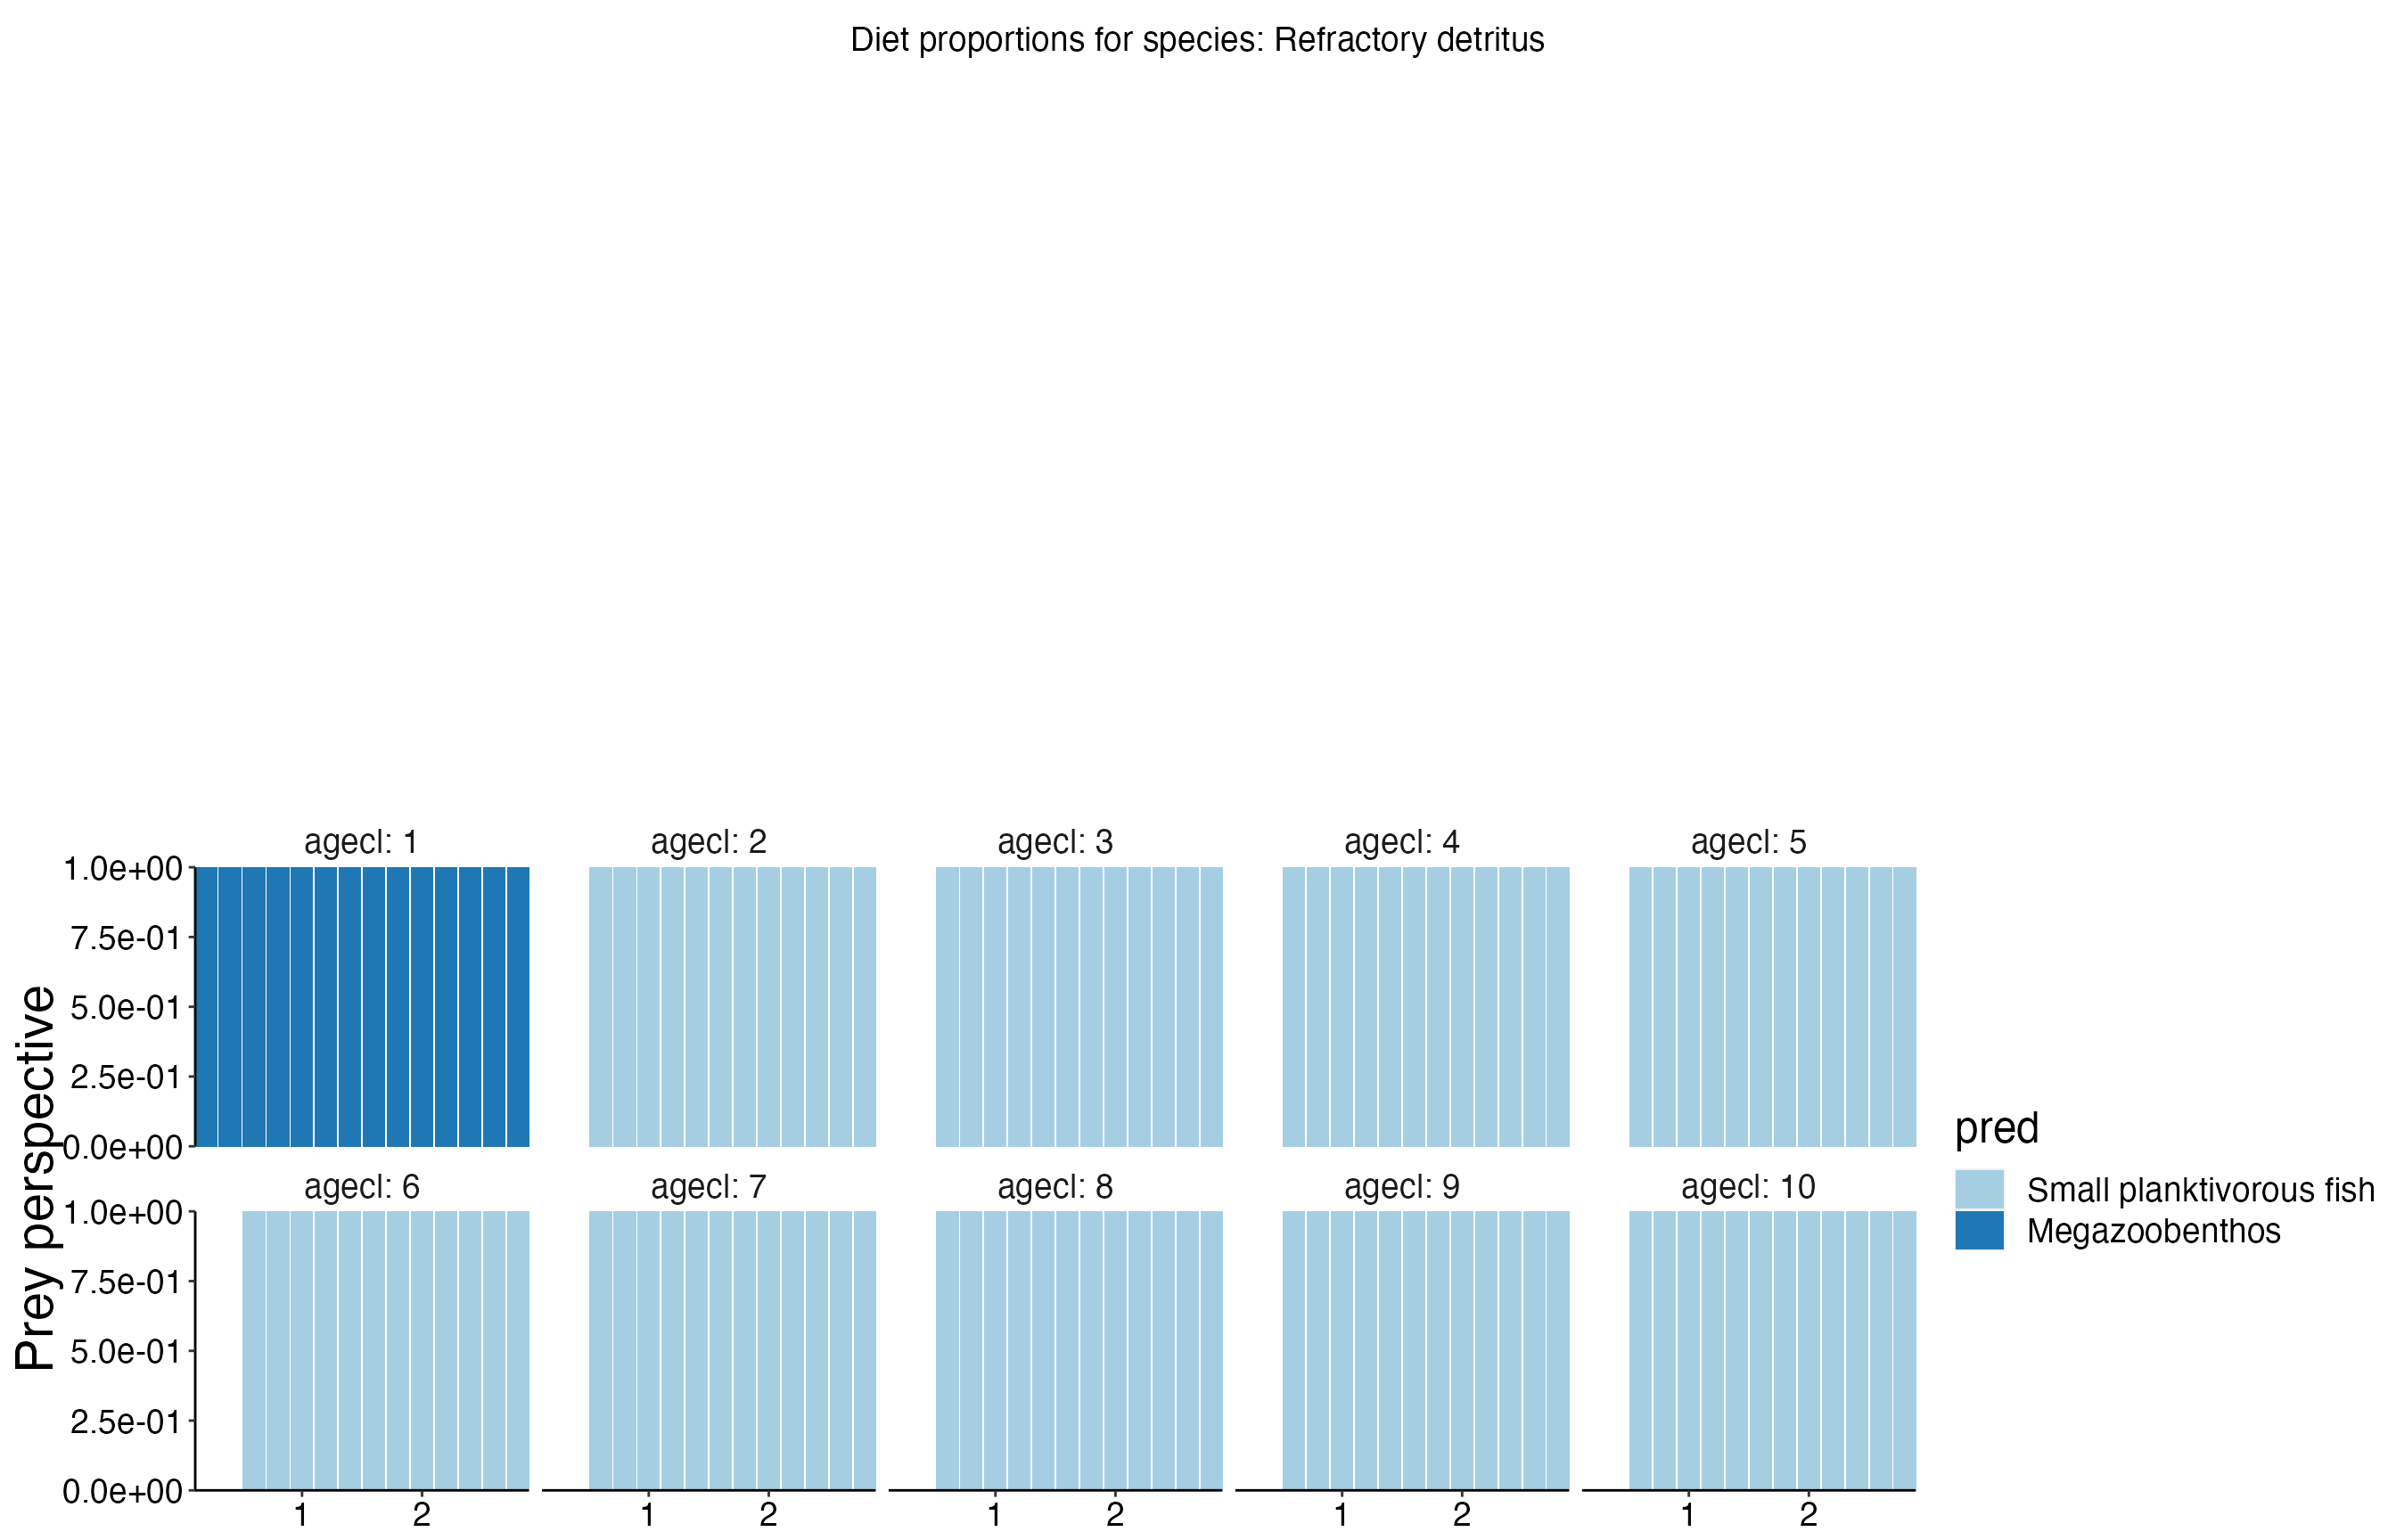 Diet proportions for species: Refractory detritus
agecl: 1 agecl: 2 agecl: 3 agecl: 4 agecl: 5
1.0e+00
7.5e-01
5.0e-01
2.5e-01
0.0e+00
agecl: 6 agecl: 7 agecl: 8 agecl: 9 agecl: 10
1.0e+00
7.5e-01
5.0e-01
2.5e-01
0.0e+00
1 2 1 2 1 2 1 2 1 2
Prey perspective
pred
Small planktivorous fish
Megazoobenthos